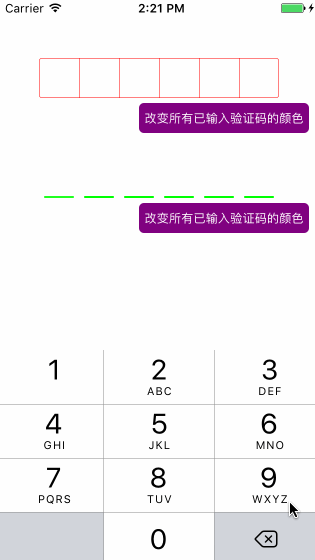 Carrier 2:21 PM
改变所有已输入验证码的颜色
改变所有已输入验证码的颜色
1 2 3
ABC DEF
4 5 6
GHI JKL MNO
7 8 9
PQRS TUV WXYZ
0